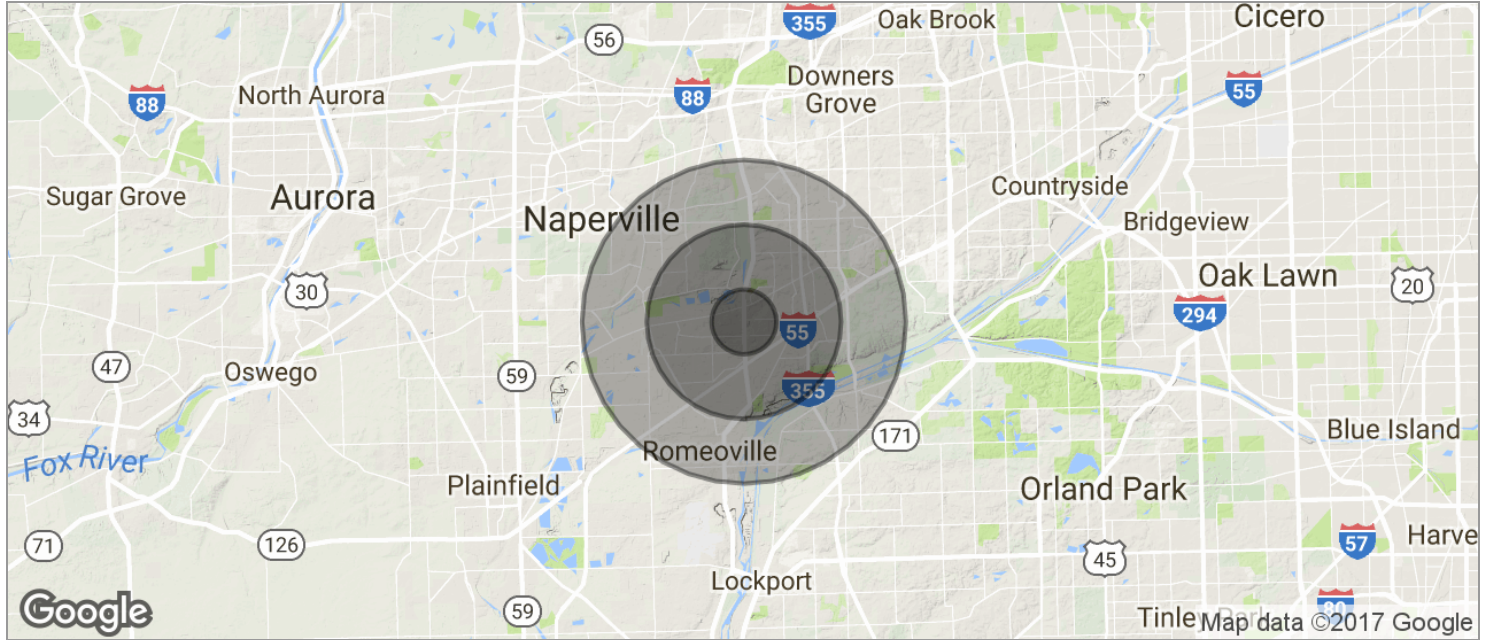 355
Oak Brook
Cicero
56
Downers
Grove
88
North Aurora
88
55
Countryside
Sugar Grove
Aurora
Naperville
Bridgeview
Oak Lawn
20
30
294
55
47
Oswego
59
355
34
171
Blue Island
Romeoville
Fox River
Plainfield
Orland Park
71
126
57
Harve
45
Lockport
59
80
Google
Tinley Park
Map data ©2017 Google